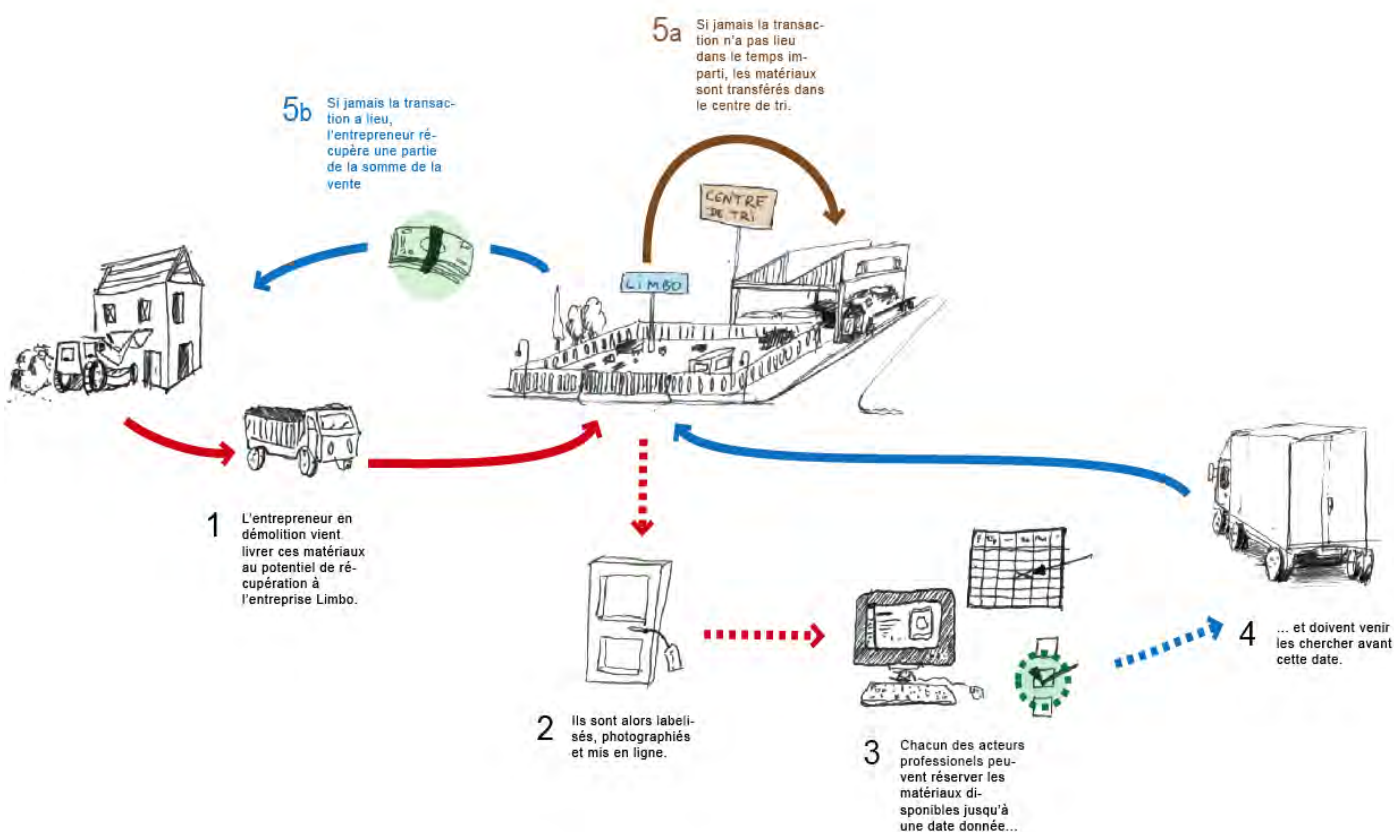 5a
Si jamais la transac-
tion n'a pas lieu
dans le temps im-
parti, les matériaux
sont transférés dans
le centre de tri.
5b
Si jamais la transac-
tion a lieu,
l'entrepreneur ré-
cupère une partie
de la somme de la
vente
CENTRE
DE TRI
LIMBO
1
L'entrepreneur en
démolition vient
livrer ces matériaux
au potentiel de ré-
cupération à
l'entreprise Limbo.
2
Ils sont alors labeli-
sés, photographiés
et mis en ligne.
3
Chacun des acteurs
professionels peu-
vent réserver les
matériaux di-
sponibles jusqu'à
une date donnée...
4
... et doivent venir
les chercher avant
cette date.